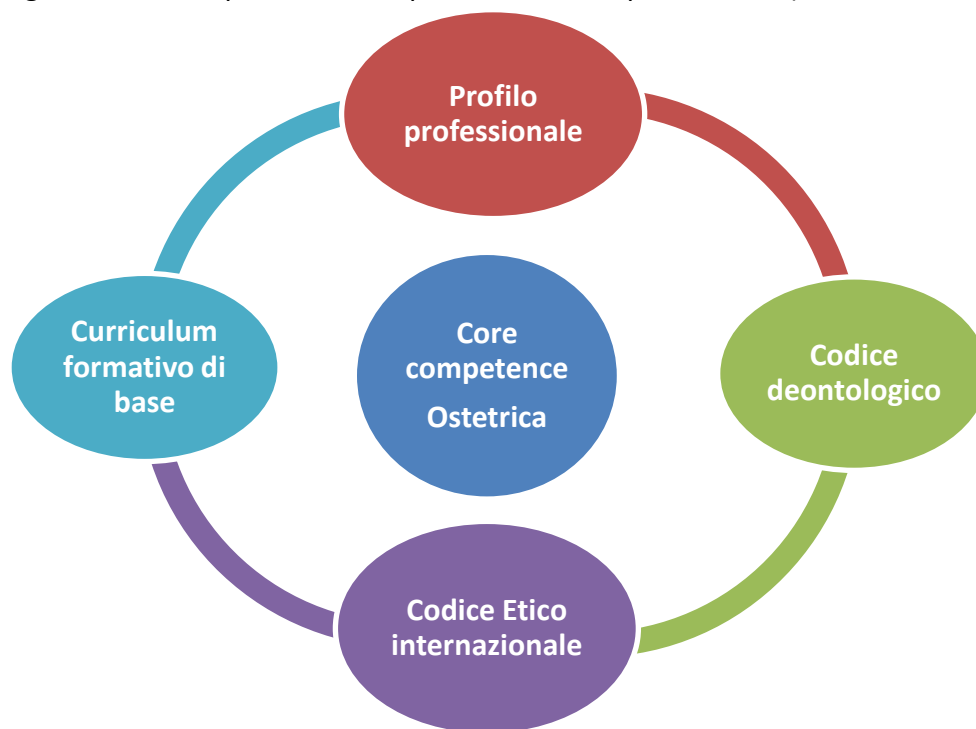 Profilo
professionale
Curriculum
formativo di
base
Core
competence
Ostetrica
Codice
deontologico
Codice Etico
internazionale